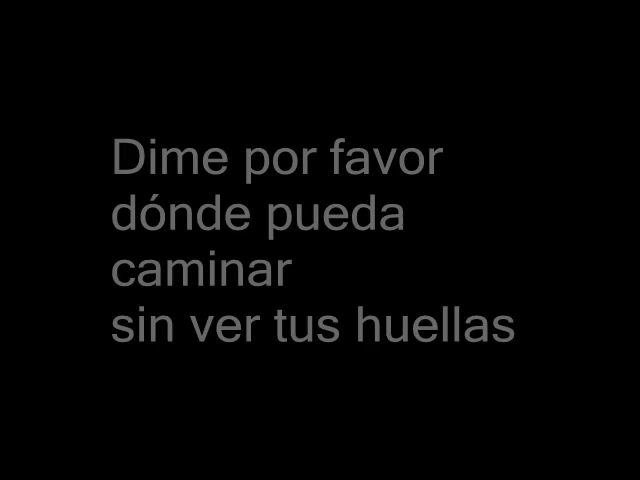 Dime por favor
dónde pueda
caminar
sin ver tus huellas